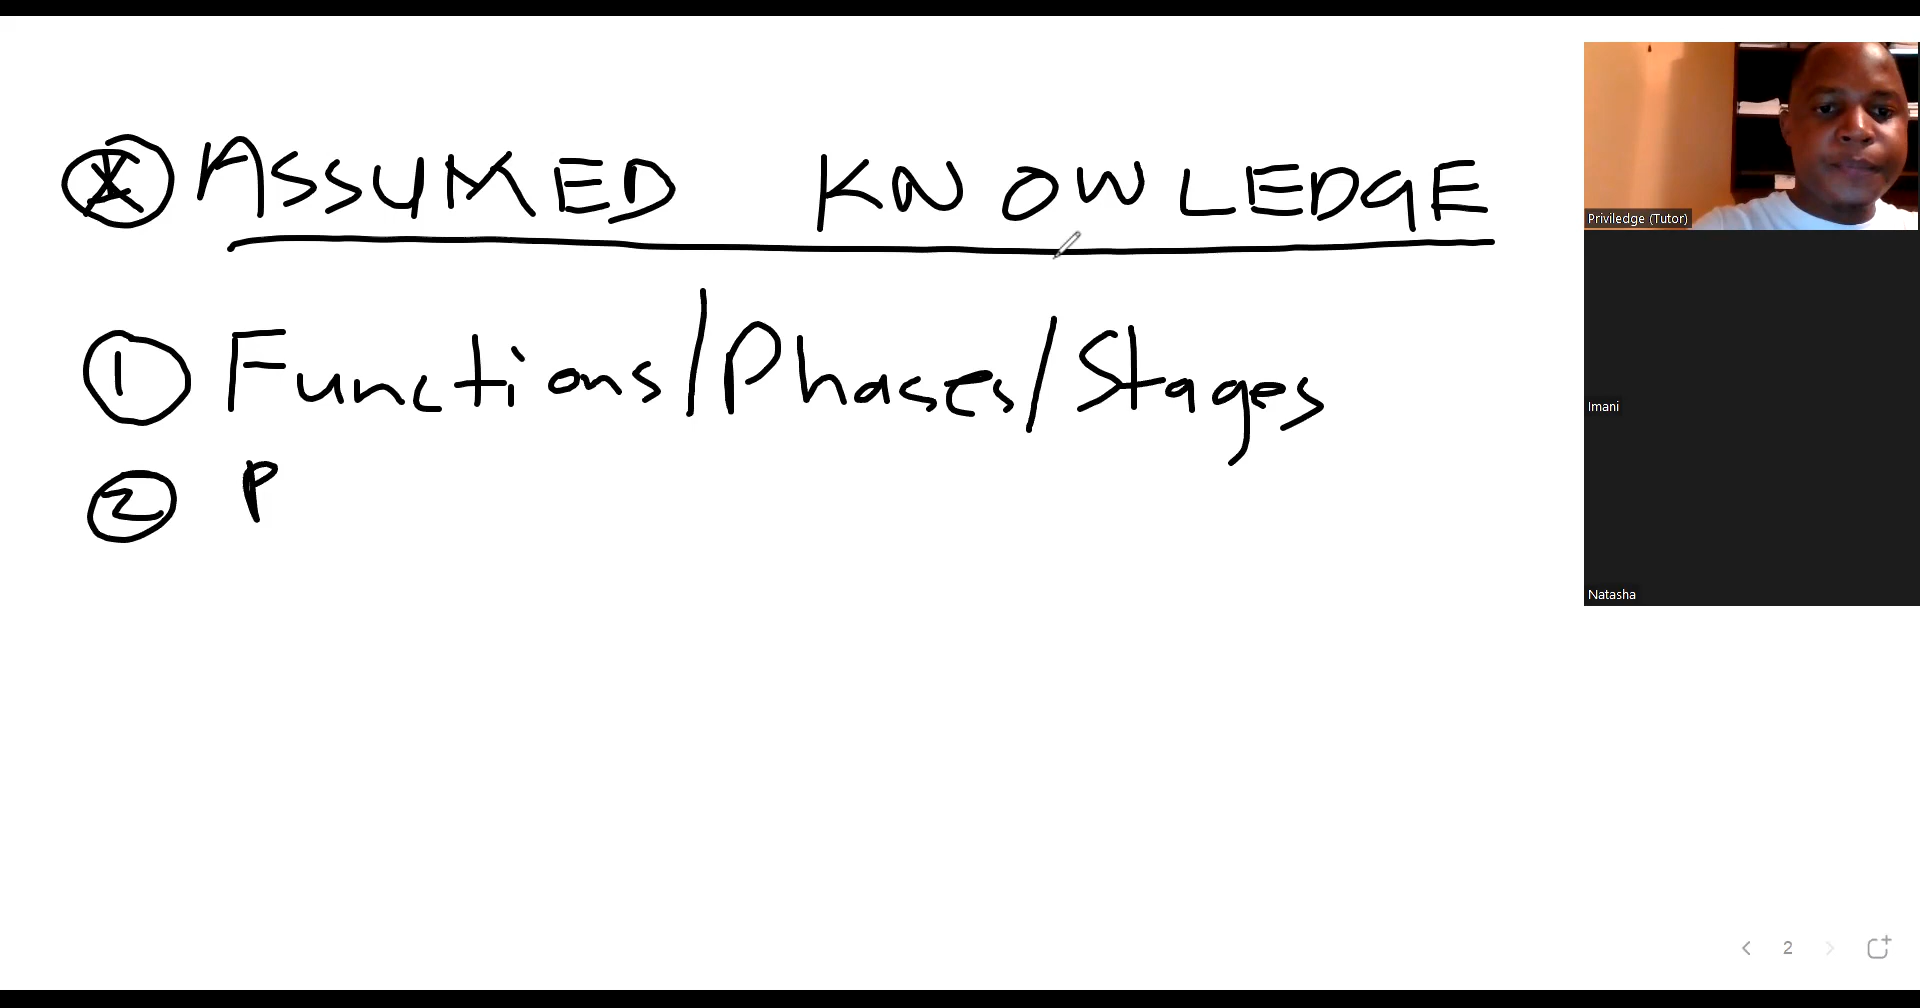 ASSUMED KNOWLEDGE
1 Functions/Phases/Stages
2 P
Priviledge (Tutor)
Imani
Natasha
2